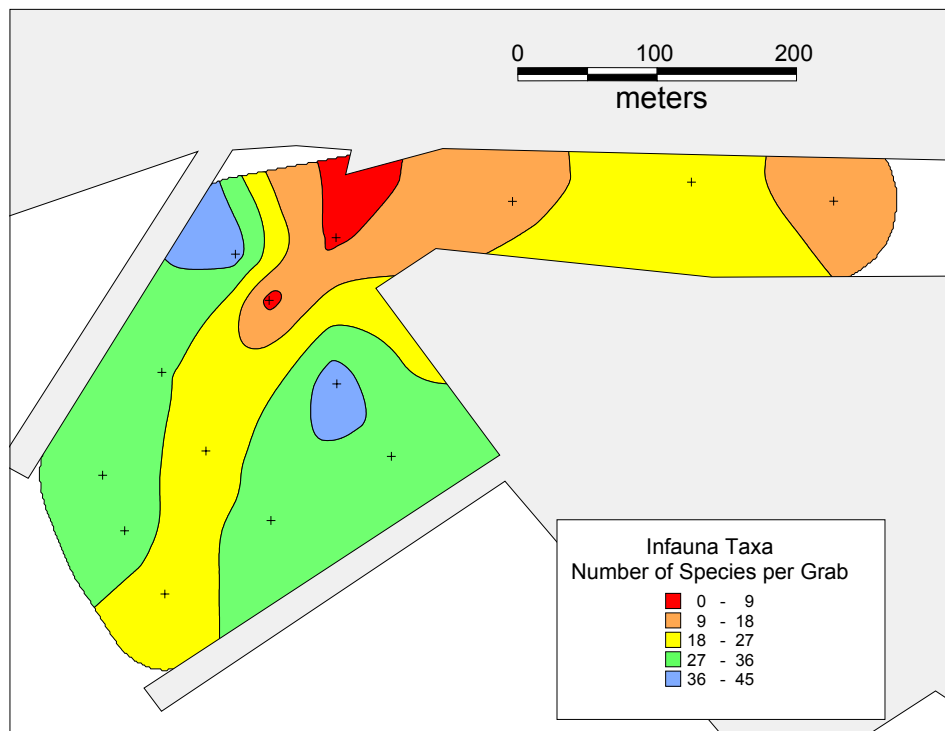 0 100 200
meters
Infauna Taxa
Number of Species per Grab
0 - 9
9 - 18
18 - 27
27 - 36
36 - 45